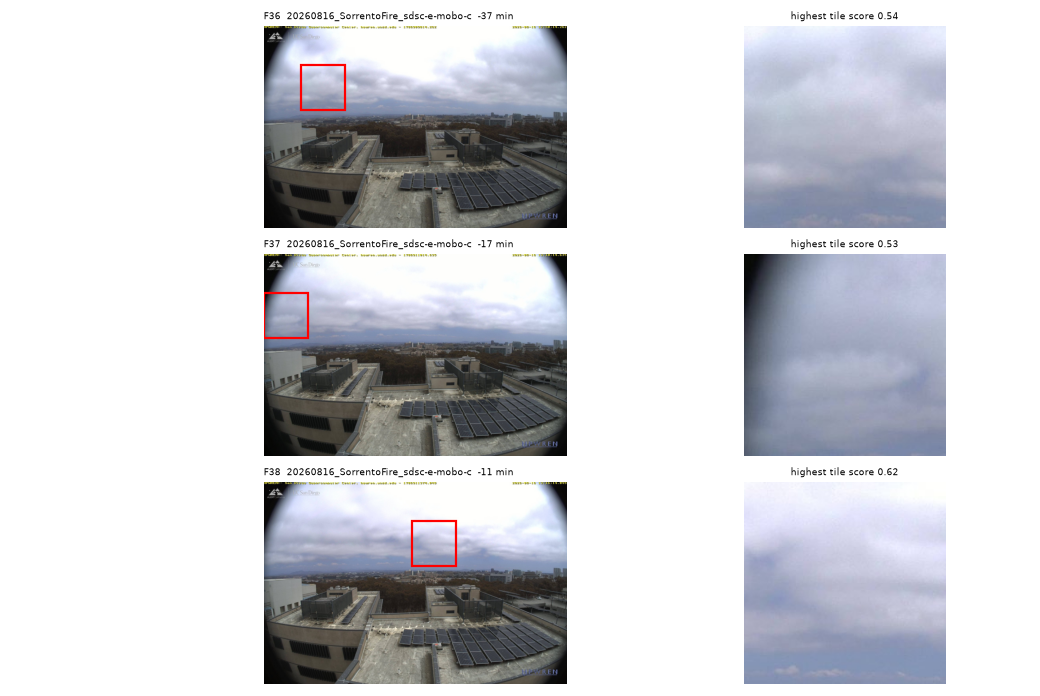 F36 20260816_SorrentoFire_sdsc-e-mobo-c -37 min
highest tile score 0.54
F37 20260816_SorrentoFire_sdsc-e-mobo-c -17 min
highest tile score 0.53
F38 20260816_SorrentoFire_sdsc-e-mobo-c -11 min
highest tile score 0.62